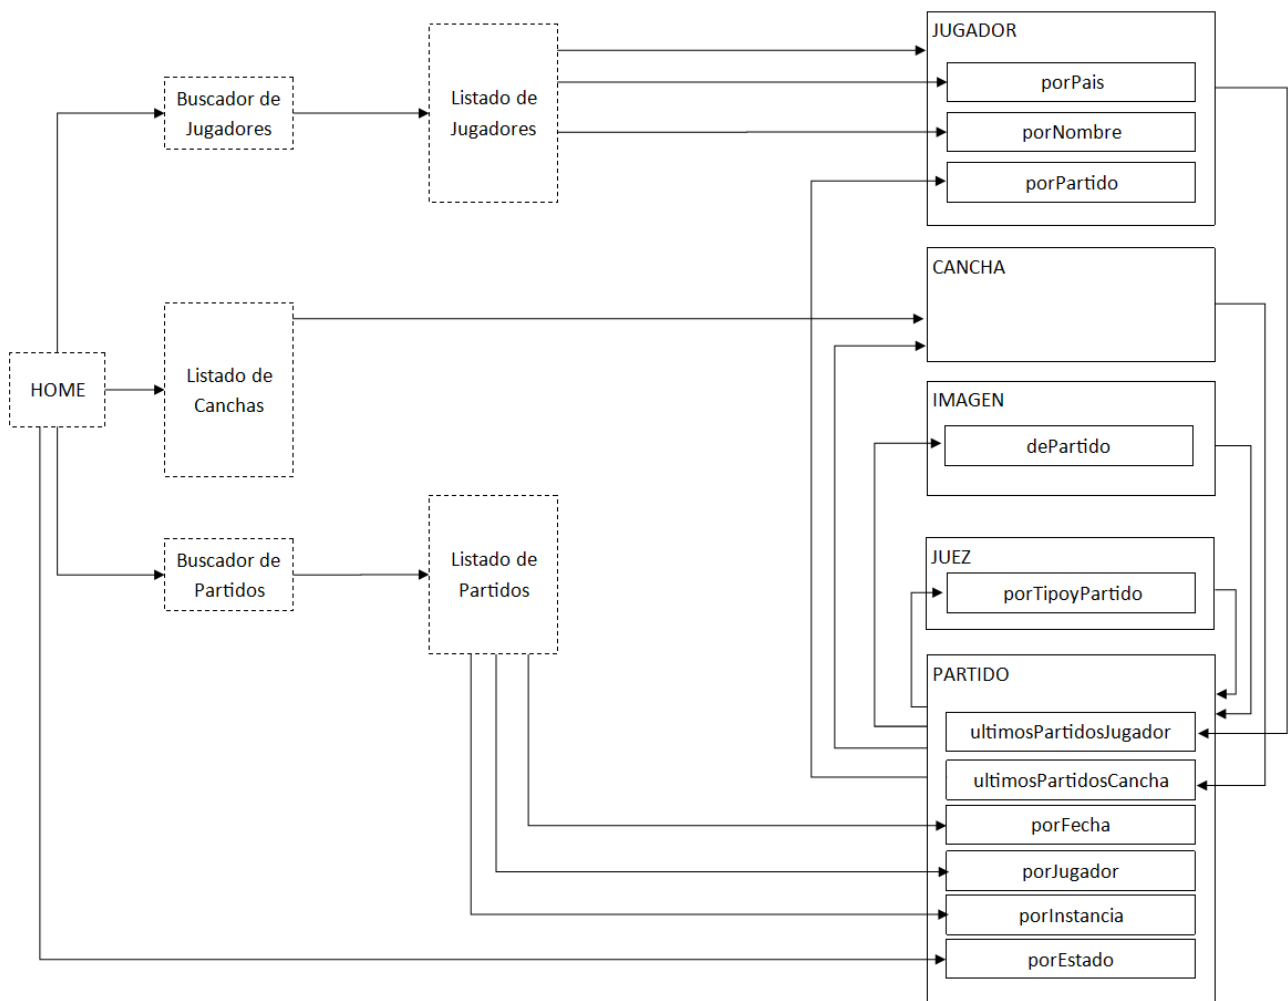 JUGADOR
porPais
porNombre
porPartido
Buscador de
Jugadores
Listado de
Jugadores
CANCHA
HOME
Listado de
Canchas
IMAGEN
dePartido
Buscador de
Partidos
Listado de
Partidos
JUEZ
porTipoyPartido
PARTIDO
ultimosPartidosJugador
ultimosPartidosCancha
porFecha
porJugador
porInstancia
porEstado